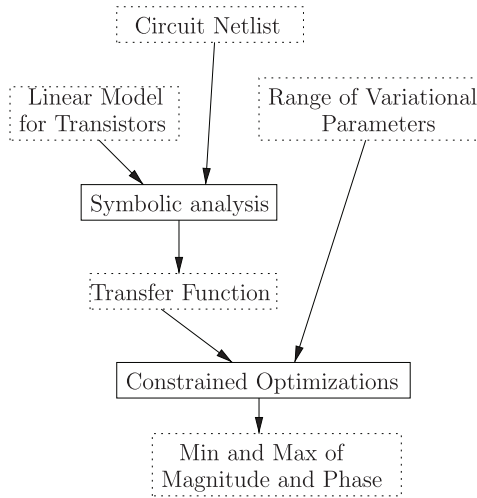 Circuit Netlist
Linear Model
for Transistors
Range of Variational
Parameters
Symbolic analysis
Transfer Function
Constrained Optimizations
Min and Max of
Magnitude and Phase